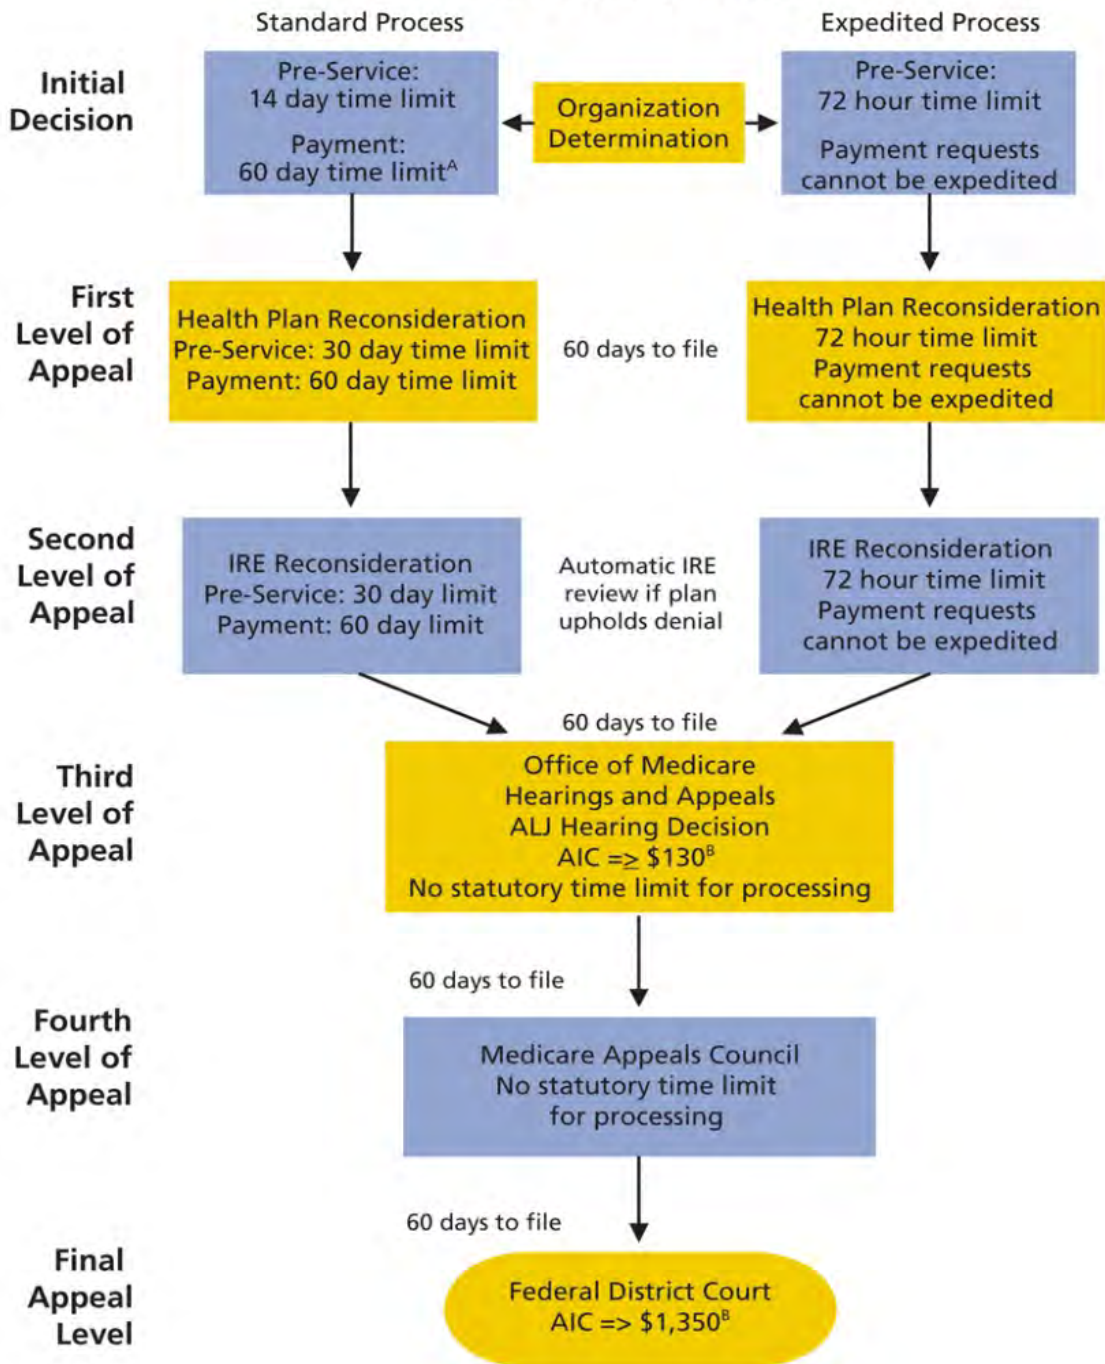 Standard Process
Expedited Process
Initial
Decision
Pre-Service:
14 day time limit
Payment:
60 day time limitᴬ
Organization
Determination
Pre-Service:
72 hour time limit
Payment requests
cannot be expedited
First
Level of
Appeal
Health Plan Reconsideration
Pre-Service: 30 day time limit
Payment: 60 day time limit
60 days to file
Health Plan Reconsideration
72 hour time limit
Payment requests
cannot be expedited
Second
Level of
Appeal
IRE Reconsideration
Pre-Service: 30 day limit
Payment: 60 day limit
Automatic IRE
review if plan
upholds denial
IRE Reconsideration
72 hour time limit
Payment requests
cannot be expedited
60 days to file
Third
Level of
Appeal
Office of Medicare
Hearings and Appeals
ALJ Hearing Decision
AIC =≥ $130ᴮ
No statutory time limit for processing
60 days to file
Fourth
Level of
Appeal
Medicare Appeals Council
No statutory time limit
for processing
60 days to file
Final
Appeal
Level
Federal District Court
AIC => $1,350ᴮ